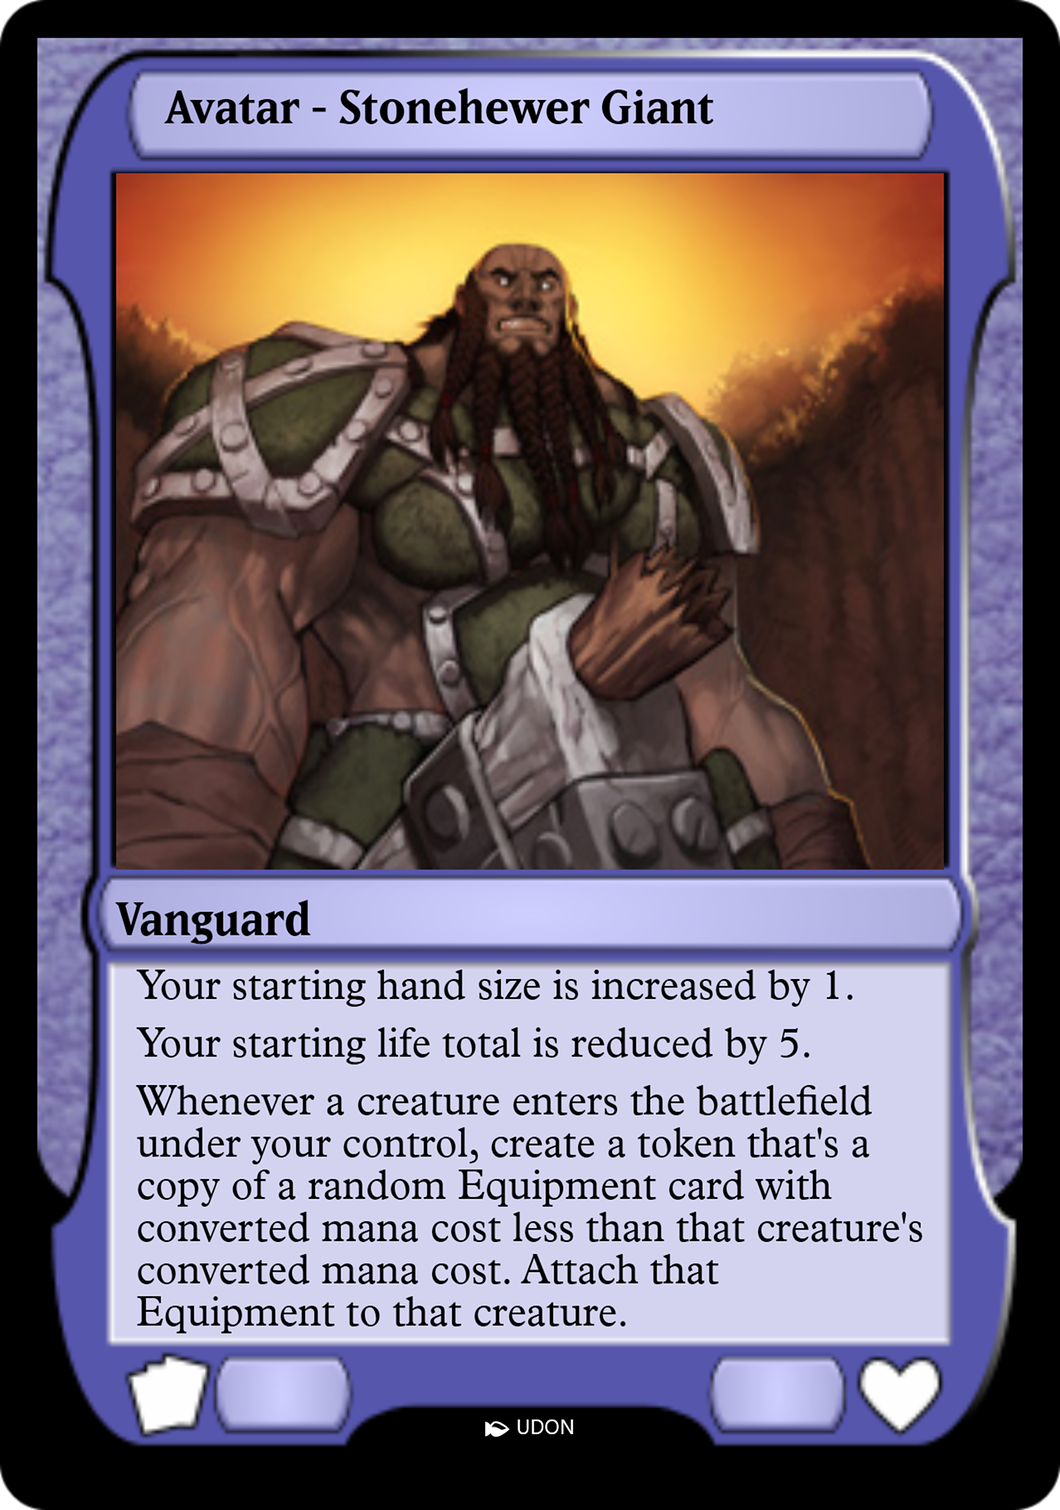 Avatar - Stonehewer Giant
Vanguard
Your starting hand size is increased by 1.
Your starting life total is reduced by 5.
Whenever a creature enters the battlefield
under your control, create a token that's a
copy of a random Equipment card with
converted mana cost less than that creature's
converted mana cost. Attach that
Equipment to that creature.
UDON